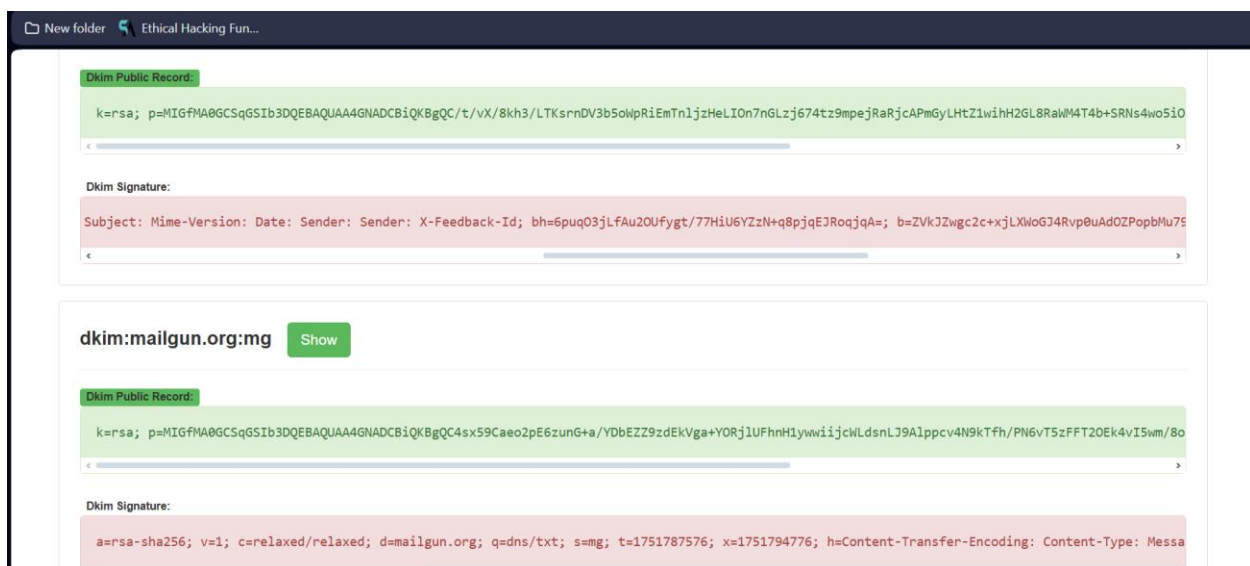 New folder Ethical Hacking Fun...
Dkim Public Record:
k=rsa; p=MIGfMA0GCSqGSIb3DQEBAQUAA4GNADCBiQKBgQC/t/vX/8kh3/LTKsrnDV3b5oWpRiEmTnljzHeLIOn7nGLzj674tz9mpejRaRjcAPmGyLHtZ1wihH2GL8RaWM4T4b+SRNs4wo5iO
Dkim Signature:
Subject: Mime-Version: Date: Sender: Sender: X-Feedback-Id; bh=6puqO3jLfAu2OUfygt/77HiU6YZzN+q8pjqEJRoqjqA=; b=ZVkJZwgc2c+xjLXWoGJ4Rvp0uAdOZPopbMu79
dkim:mailgun.org:mg Show
Dkim Public Record:
k=rsa; p=MIGfMA0GCSqGSIb3DQEBAQUAA4GNADCBiQKBgQC4sx59Caeo2pE6zunG+a/YDbEZZ9zdEkVga+YORjlUFhnH1ywwiijcWLdsnLJ9Alppcv4N9kTfh/PN6vT5zFFT2OEk4vI5wm/8o
Dkim Signature:
a=rsa-sha256; v=1; c=relaxed/relaxed; d=mailgun.org; q=dns/txt; s=mg; t=1751787576; x=1751794776; h=Content-Transfer-Encoding: Content-Type: Messa